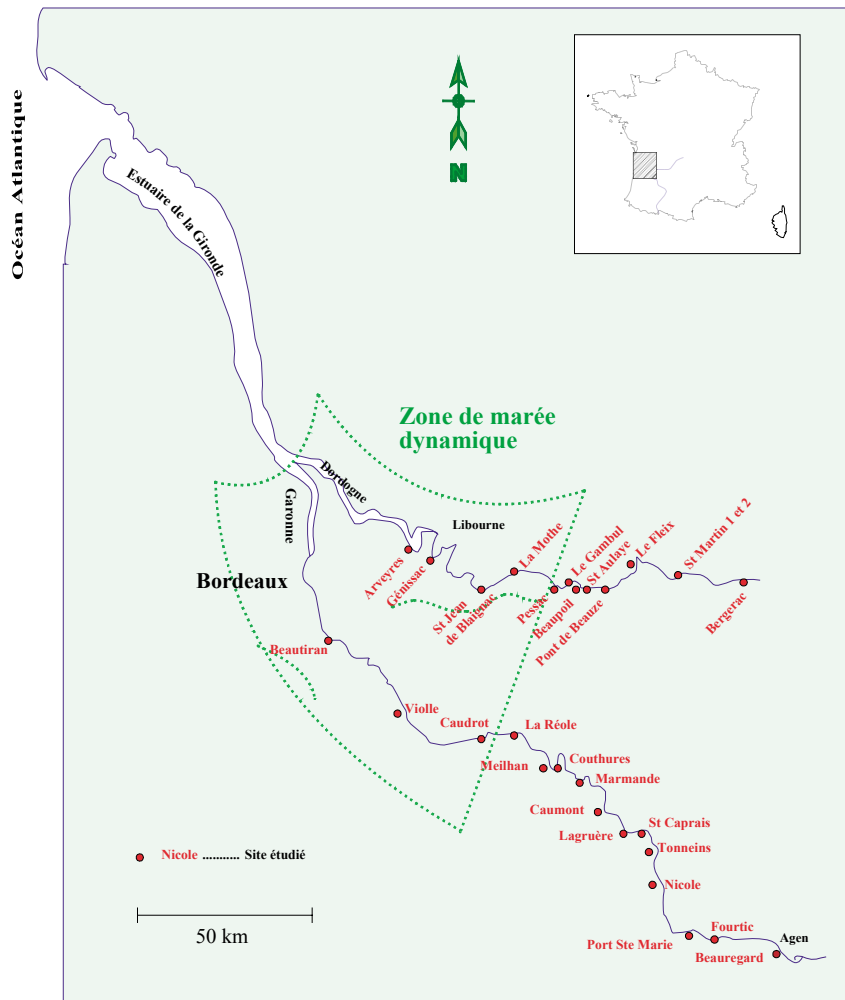 Océan Atlantique
Estuaire de la Gironde
N
Zone de marée
dynamique
Dordogne
Garonne
Libourne
Bordeaux
Arveyres
Génissac
St Jean
de Blaignac
La Mothe
Pessac
Le Gambul
Beaupoil
St Aulaye
Pont de Beauze
Le Fleix
St Martin 1 et 2
Bergerac
Beautiran
Violle
Caudrot
La Réole
Meilhan
Couthures
Marmande
Caumont
Lagruère
St Caprais
Tonneins
Nicole
Port Ste Marie
Fourtic
Agen
Beauregard
Nicole ........... Site étudié
50 km